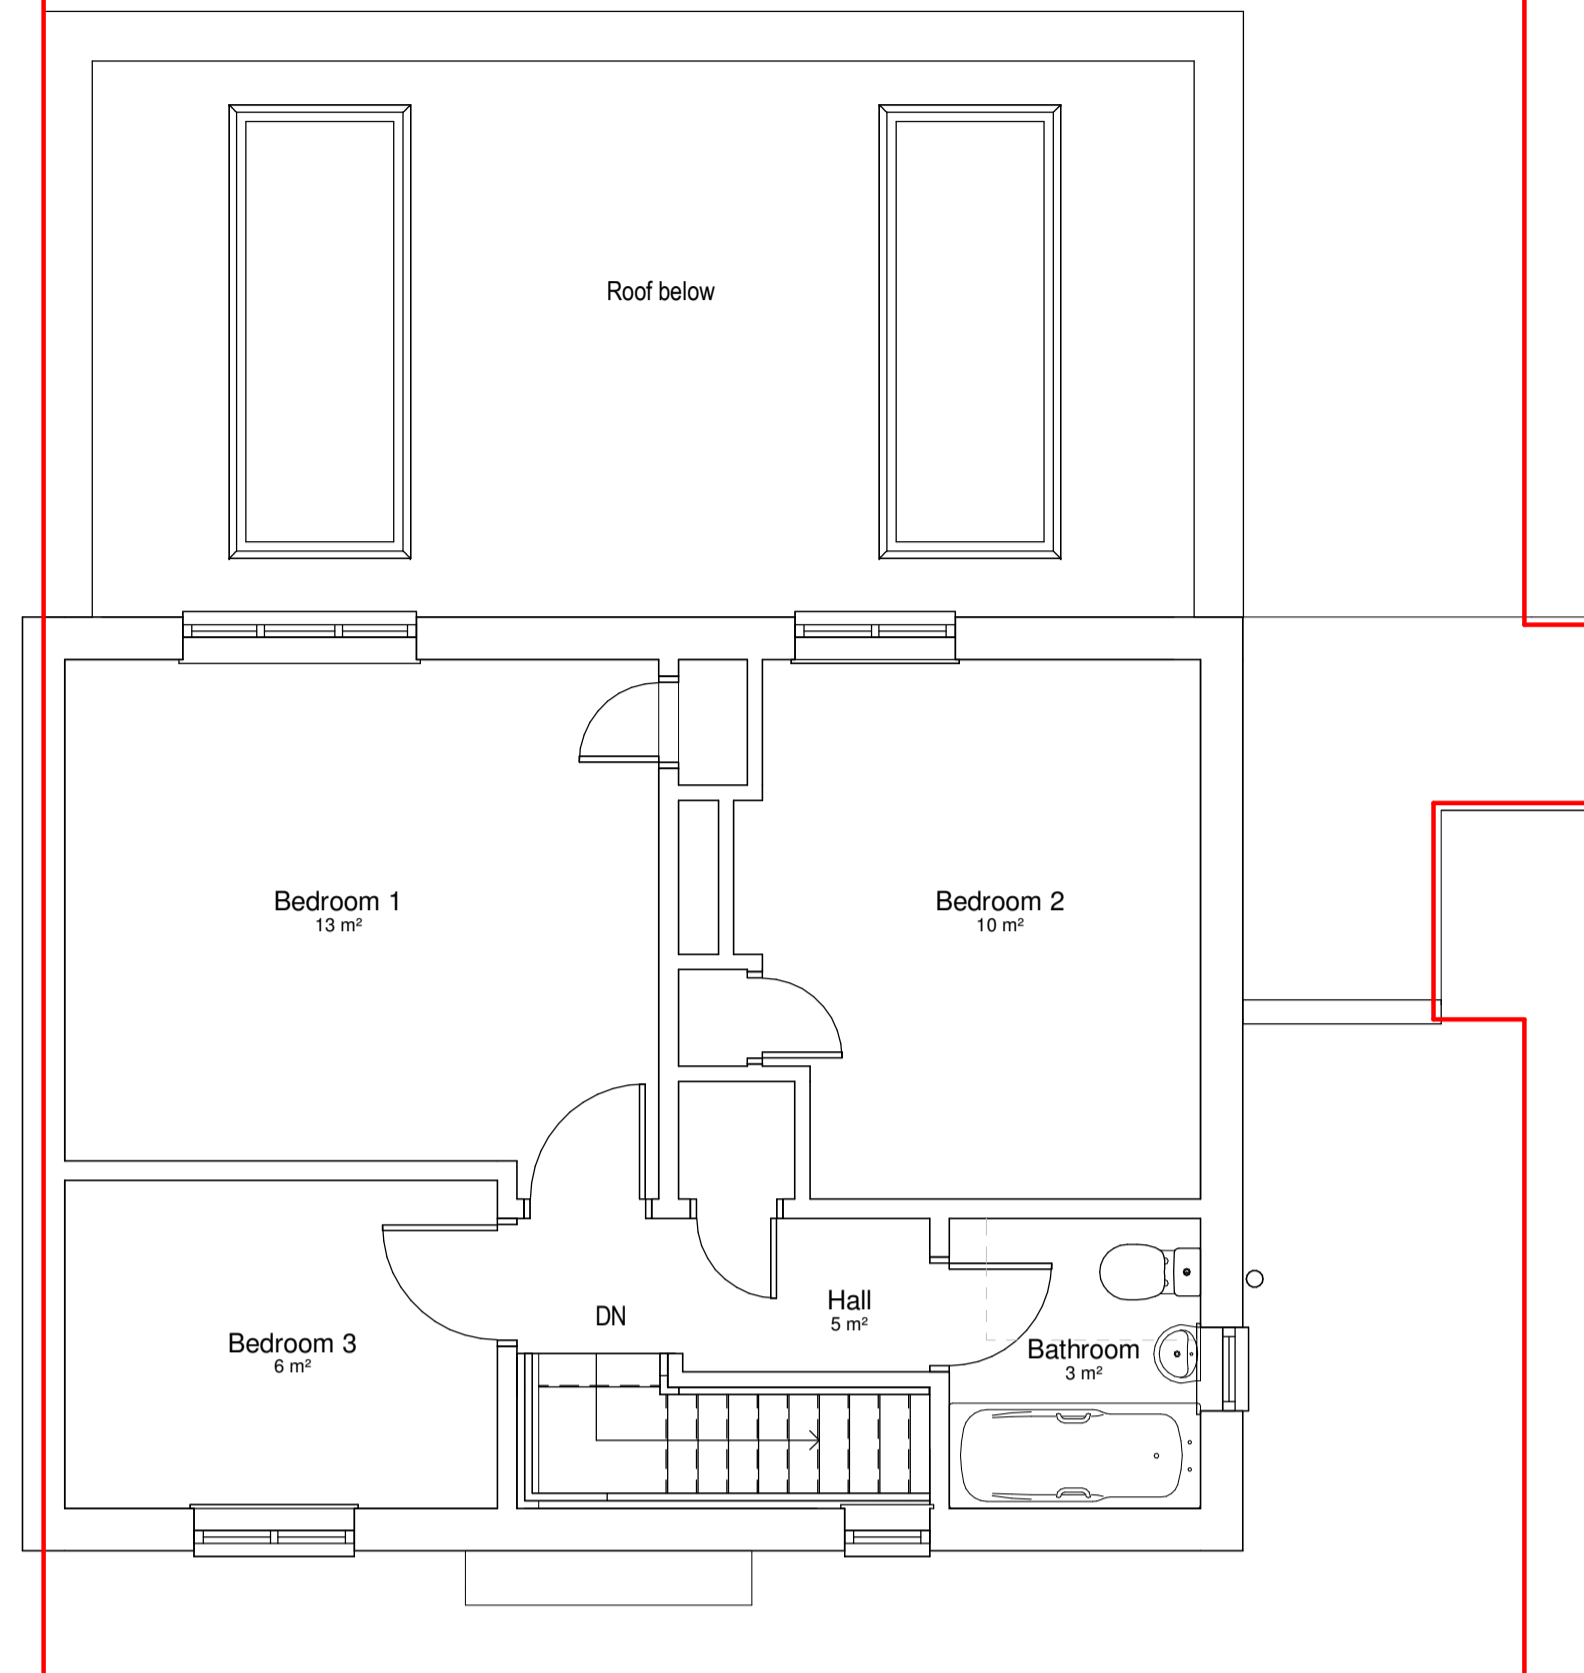 Roof below
Bedroom 1
13 m²
Bedroom 2
10 m²
Hall
5 m²
DN
Bedroom 3
6 m²
Bathroom
3 m²